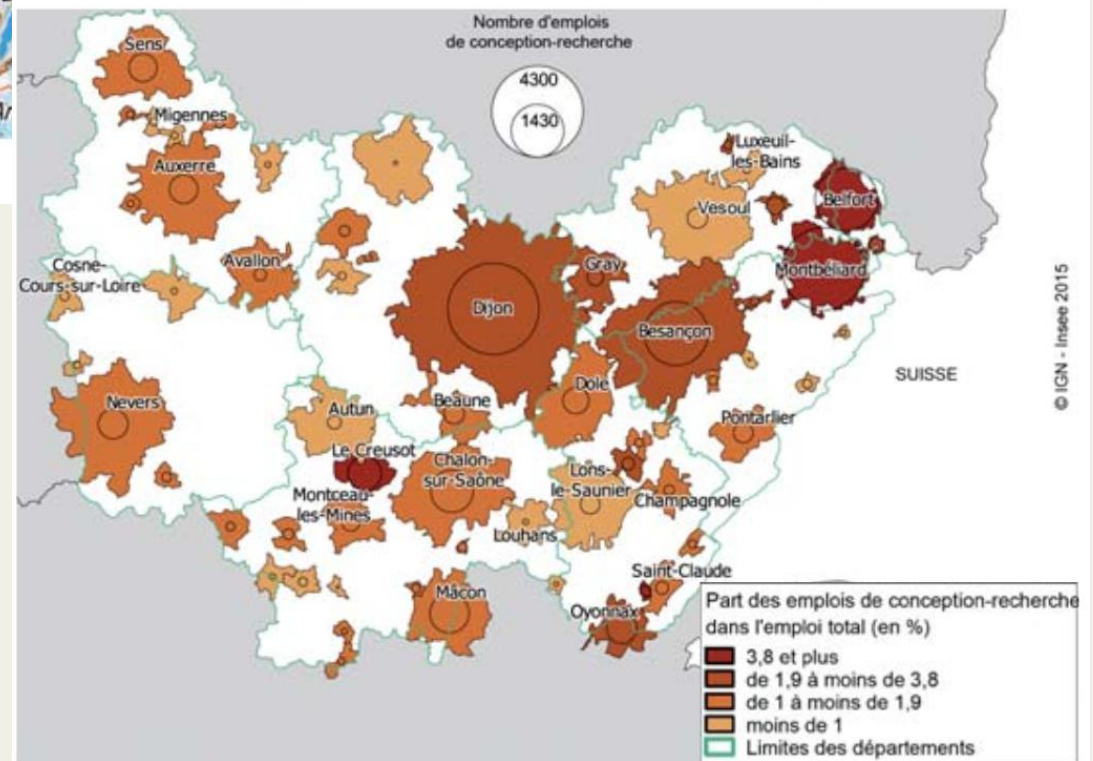 Nombre d'emplois
de conception-recherche
4300
1430
Sens
Migennes
Auxerre
Luxeuil-
les-Bains
Belfort
Vesoul
Avallon
Cosne-
Cours-sur-Loire
Gray
Montbéliard
Dijon
Besançon
SUISSE
© IGN - Insee 2015
Nevers
Autun
Beaune
Dole
Pontarlier
Le Creusot
Chalon-
sur-Saône
Montceau-
les-Mines
Lons-
le-Saunier
Champagnole
Louhans
Saint-Claude
Mâcon
Oyonnax
Part des emplois de conception-recherche
dans l'emploi total (en %)
3,8 et plus
de 1,9 à moins de 3,8
de 1 à moins de 1,9
moins de 1
Limites des départements